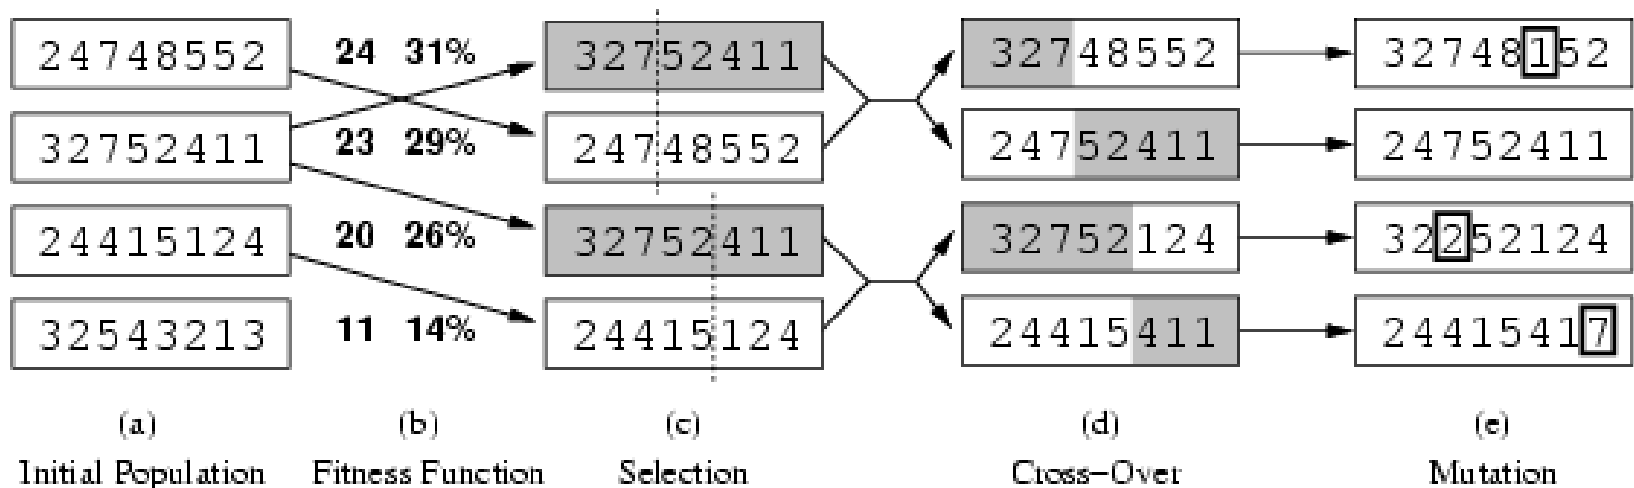 24748552 24 31% 32752411 32748552 32748152
32752411 23 29% 24748552 24752411 24752411
24415124 20 26% 32752411 32752124 32252124
32543213 11 14% 24415124 24415411 24415417
(a) (b) (c) (d) (e)
Initial Population Fitness Function Selection Cross-Over Mutation